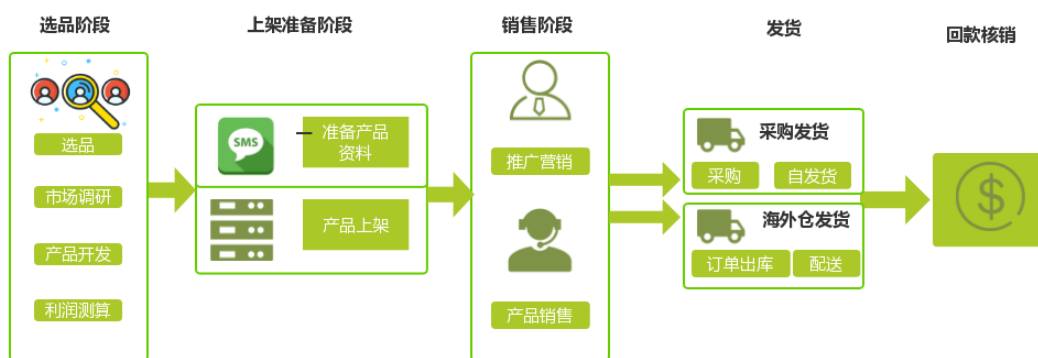 选品阶段
上架准备阶段
销售阶段
发货
回款核销
选品
市场调研
产品开发
利润测算
SMS
准备产品
资料
产品上架
推广营销
产品销售
采购发货
采购
自发货
海外仓发货
订单出库
配送
$